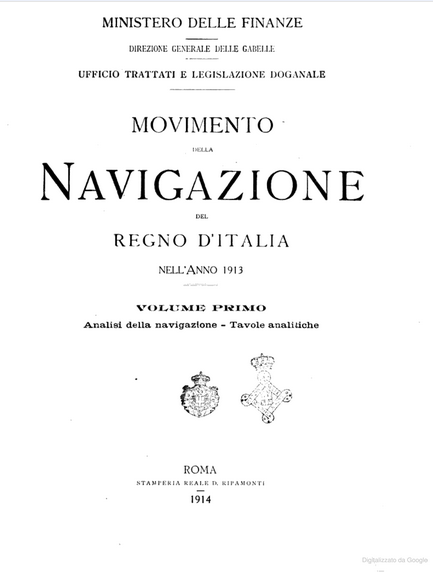 MINISTERO DELLE FINANZE
DIREZIONE GENERALE DELLE GABELLE
UFFICIO TRATTATI E LEGISLAZIONE DOGANALE
MOVIMENTO
DELLA
NAVIGAZIONE
DEL
REGNO D'ITALIA
NELL'ANNO 1913
VOLUME PRIMO
Analisi della navigazione - Tavole analitiche
ROMA
STAMPERIA REALE D. RIPAMONTI
1914
Digitalizzato da Google